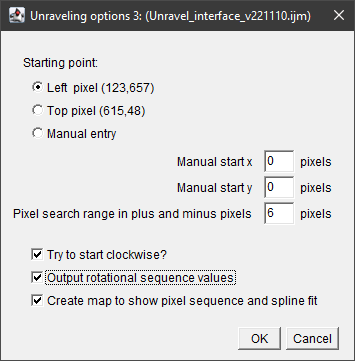 Unraveling options 3: (Unravel_interface_v221110.ijm)
Starting point:
Left pixel (123,657)
Top pixel (615,48)
Manual entry
Manual start x 0 pixels
Manual start y 0 pixels
Pixel search range in plus and minus pixels 6 pixels
Try to start clockwise?
Output rotational sequence values
Create map to show pixel sequence and spline fit
OK Cancel